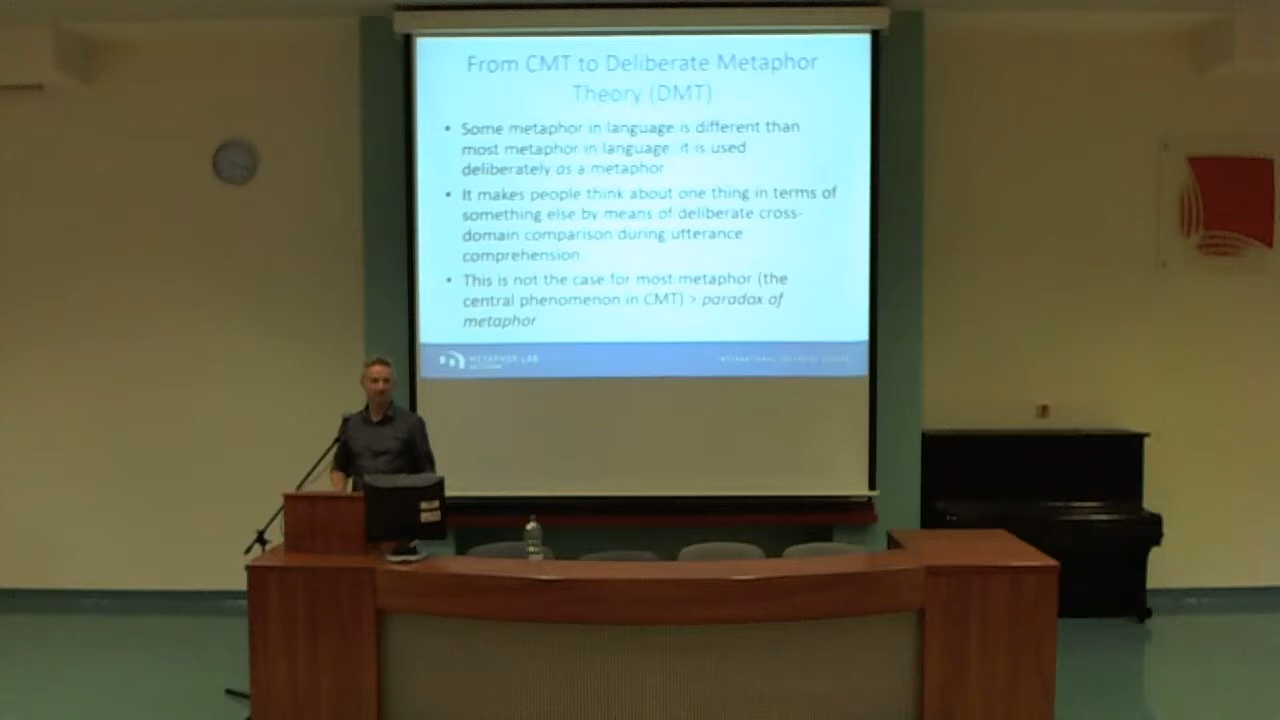 From CMT to Deliberate Metaphor
Theory (DMT)
• Some metaphor in language is different than
most metaphor in language: it is used
deliberately as a metaphor
• It makes people think about one thing in terms of
something else by means of deliberate cross-
domain comparison during utterance
comprehension
• This is not the case for most metaphor (the
central phenomenon in CMT) > paradox of
metaphor
METAPHOR LAB